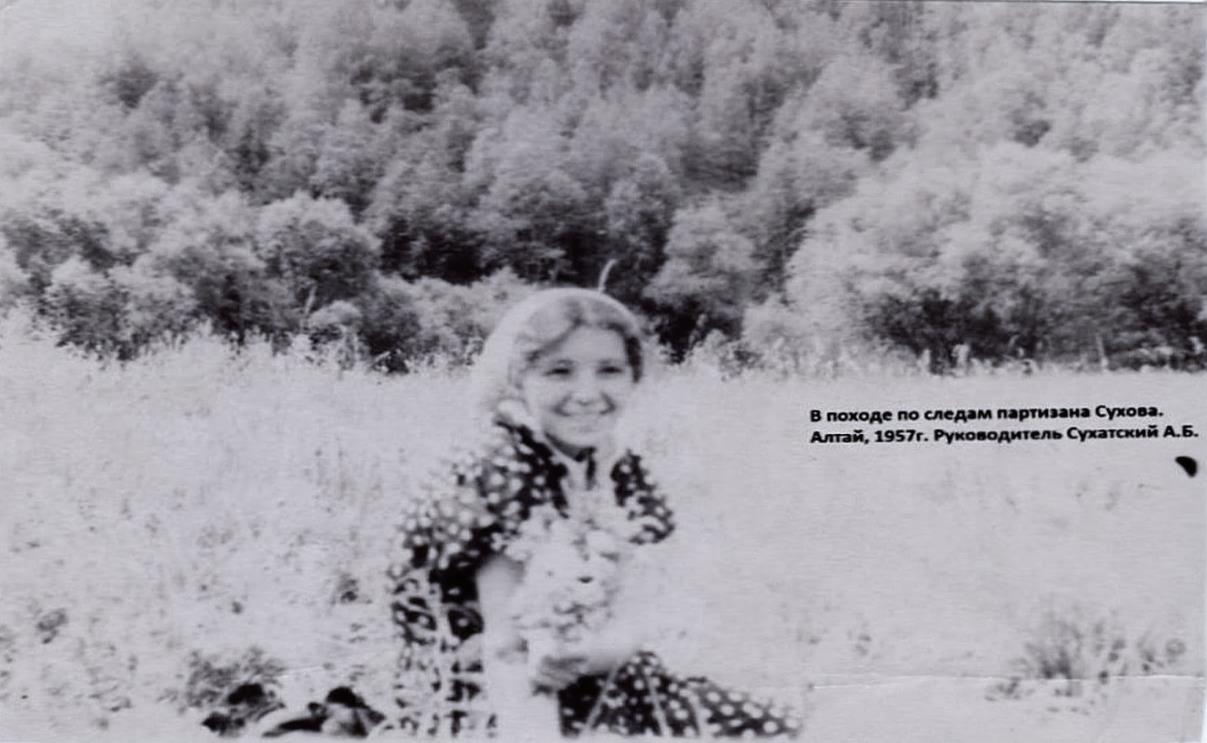 В походе по следам партизана Сухова.
Алтай, 1957г. Руководитель Сухатский А.Б.